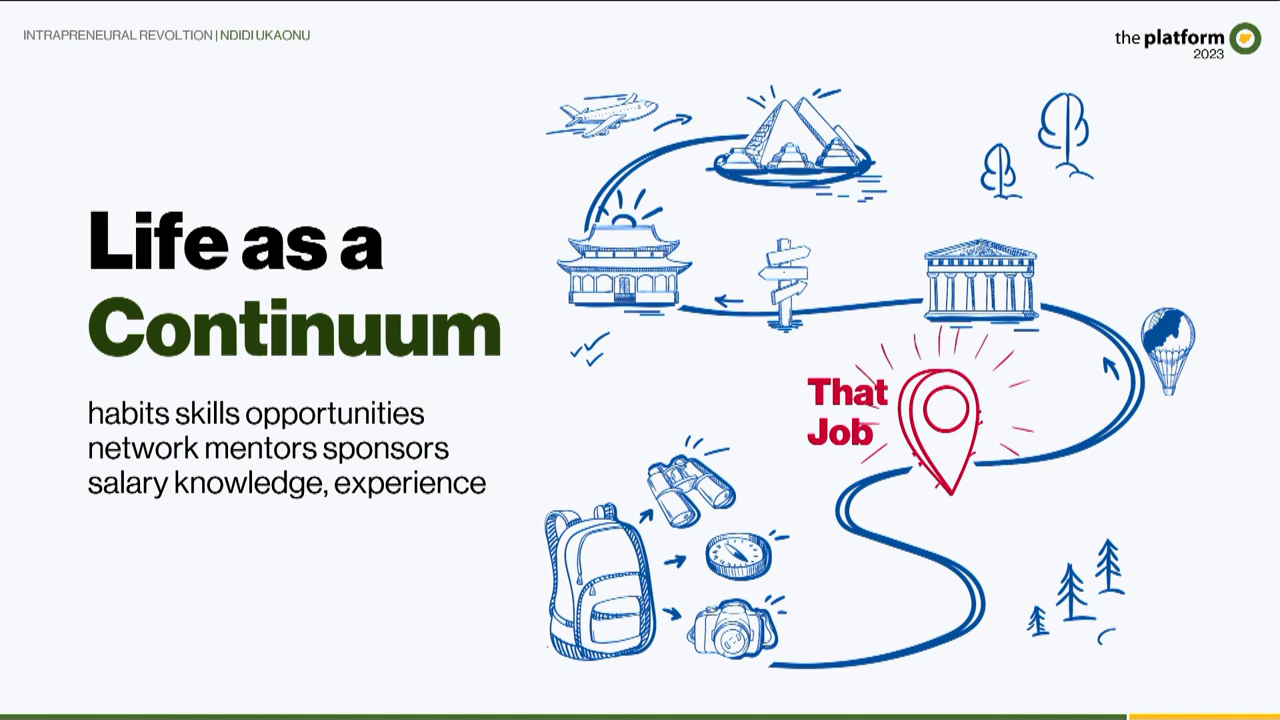 INTRAPRENEURAL REVOLTION | NDIDI UKAONU
the platform
2023
Life as a
Continuum
habits skills opportunities
network mentors sponsors
salary knowledge, experience
That
Job